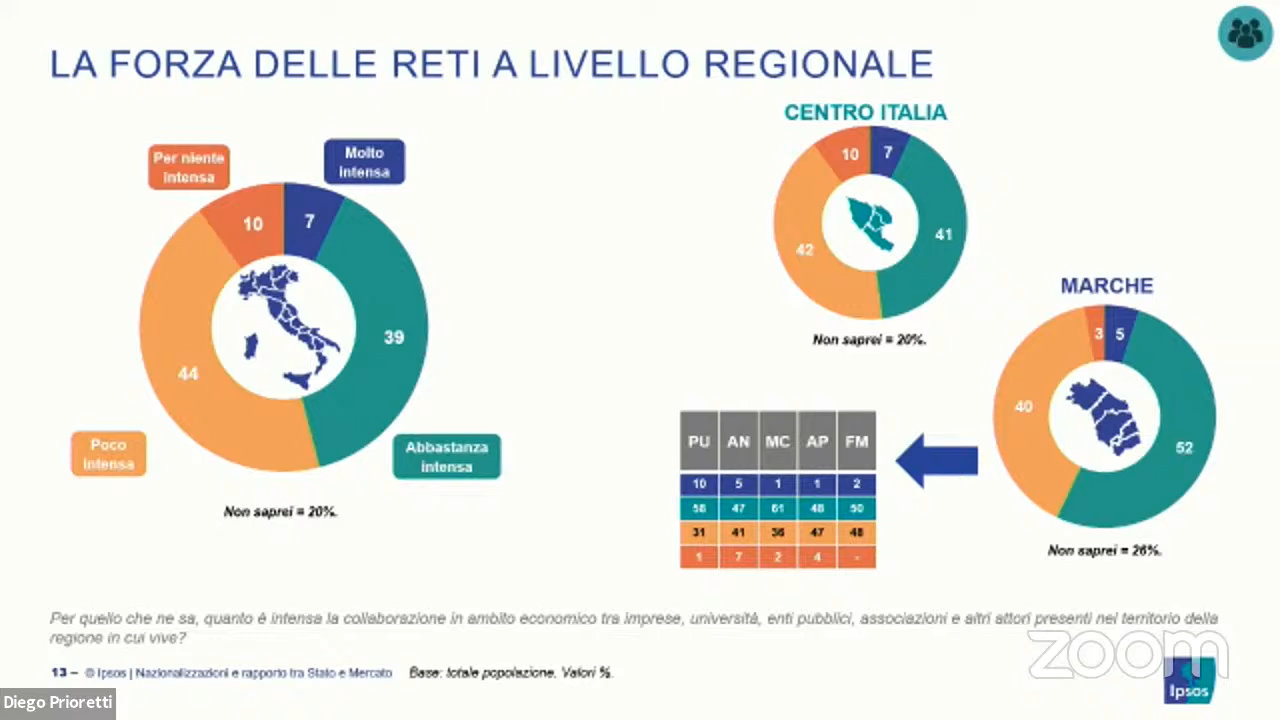 LA FORZA DELLE RETI A LIVELLO REGIONALE
Per niente
intensa
Molto
intensa
10
7
39
44
Poco
intensa
Abbastanza
intensa
Non saprei = 20%.
CENTRO ITALIA
10
7
42
41
Non saprei = 20%.
MARCHE
3
5
40
52
Non saprei = 26%.
PU AN MC AP FM
10 5 1 1 2
58 47 61 48 50
31 41 36 47 48
1 7 2 4 -
Per quello che ne sa, quanto è intensa la collaborazione in ambito economico tra imprese, università, enti pubblici, associazioni e altri attori presenti nel territorio della
regione in cui vive?
zoom
13 – © Ipsos | Nazionalizzazioni e rapporto tra Stato e Mercato Base: totale popolazione. Valori %.
Ipsos
Diego Prioretti